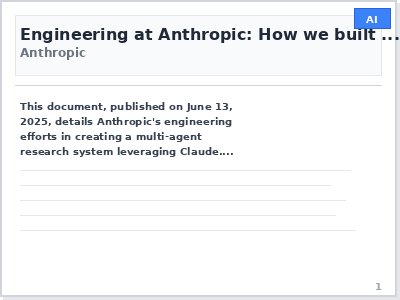 AI
Engineering at Anthropic: How we built ...
Anthropic
This document, published on June 13,
2025, details Anthropic's engineering
efforts in creating a multi-agent
research system leveraging Claude....
1